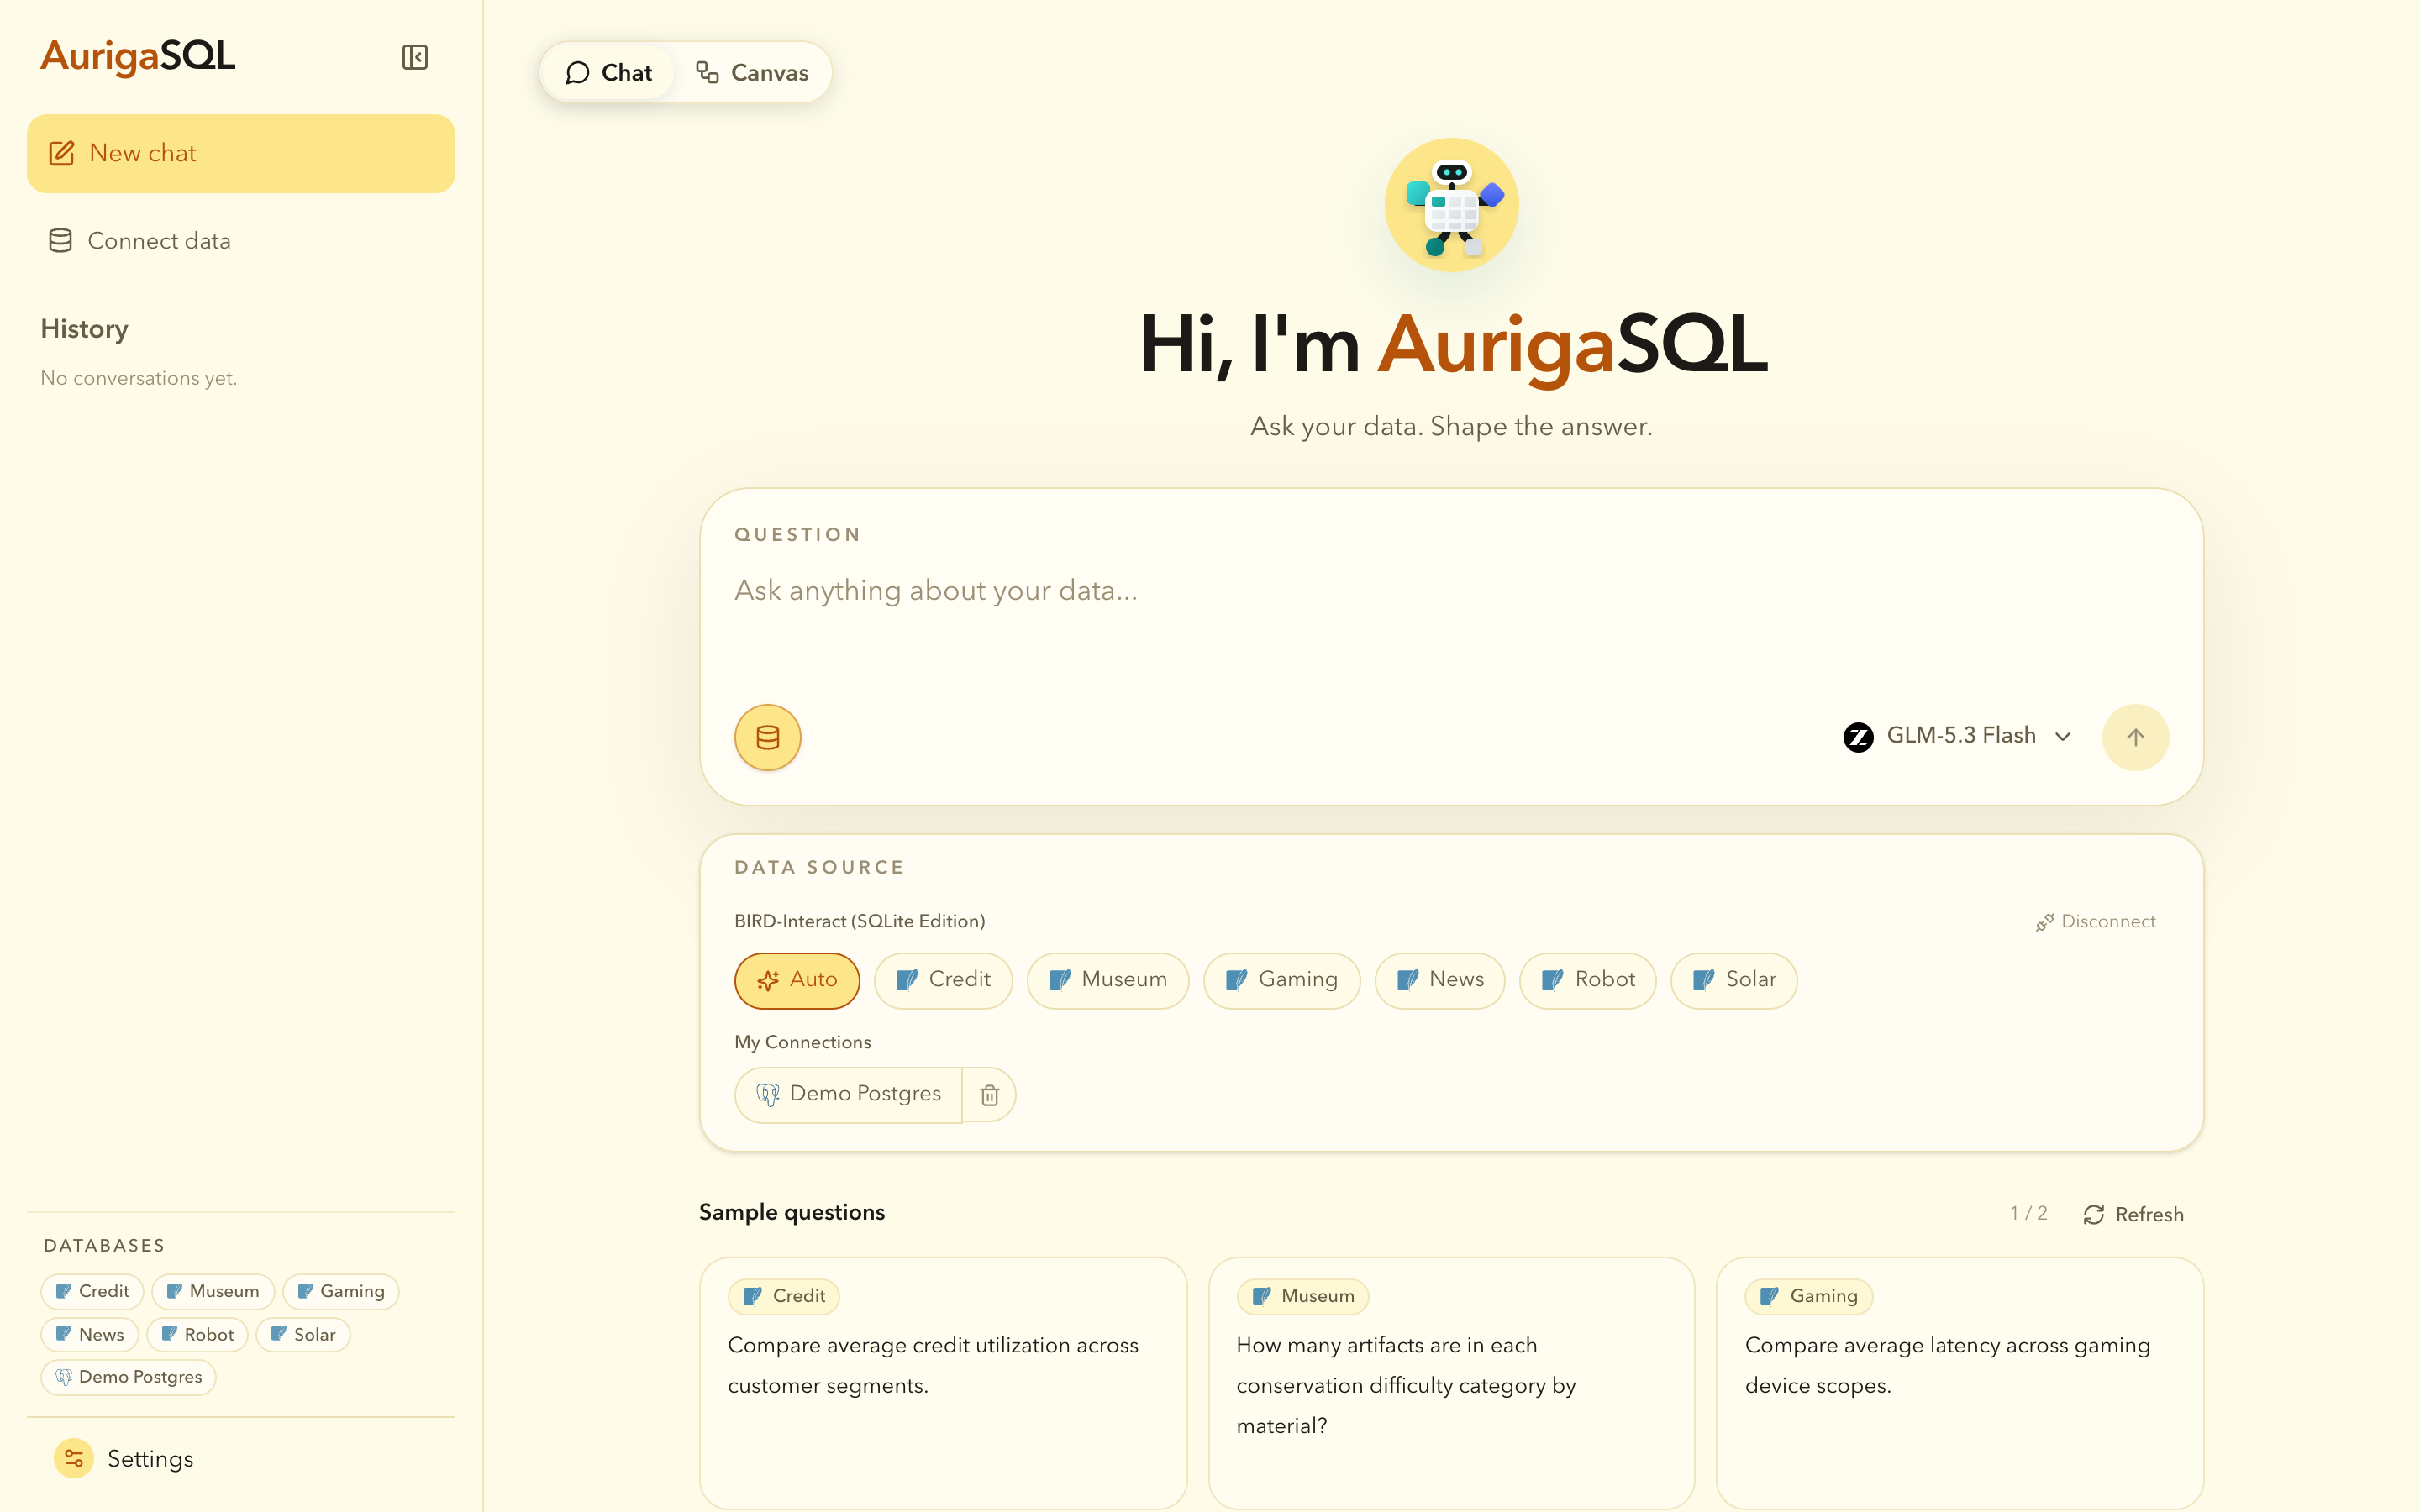 AurigaSQL
New chat
Connect data
History
No conversations yet.
DATABASES
Credit Museum Gaming
News Robot Solar
Demo Postgres
Settings
Chat Canvas
Hi, I'm AurigaSQL
Ask your data. Shape the answer.
QUESTION
Ask anything about your data...
GLM-5.3 Flash
DATA SOURCE
BIRD-Interact (SQLite Edition) Disconnect
Auto Credit Museum Gaming News Robot Solar
My Connections
Demo Postgres
Sample questions 1 / 2 Refresh
Credit
Compare average credit utilization across
customer segments.
Museum
How many artifacts are in each
conservation difficulty category by
material?
Gaming
Compare average latency across gaming
device scopes.